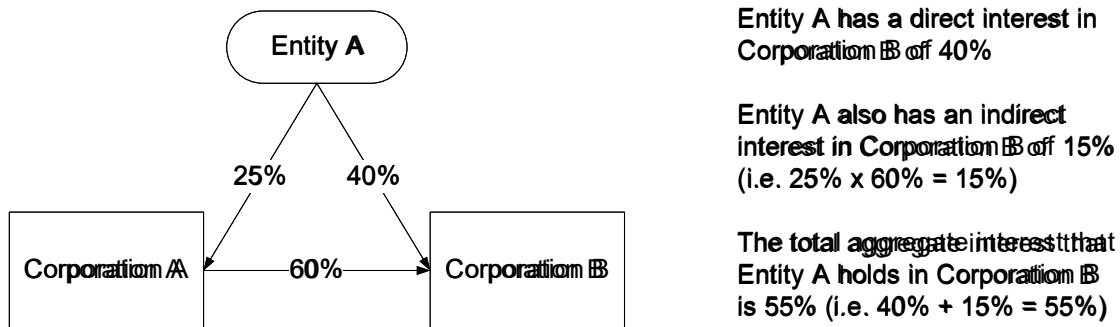 Entity A
25%
40%
Corporation A
60%
Corporation B
Entity A has a direct interest in
Corporation B of 40%
Entity A also has an indirect
interest in Corporation B of 15%
(i.e. 25% x 60% = 15%)
The total aggregate interest that
Entity A holds in Corporation B
is 55% (i.e. 40% + 15% = 55%)